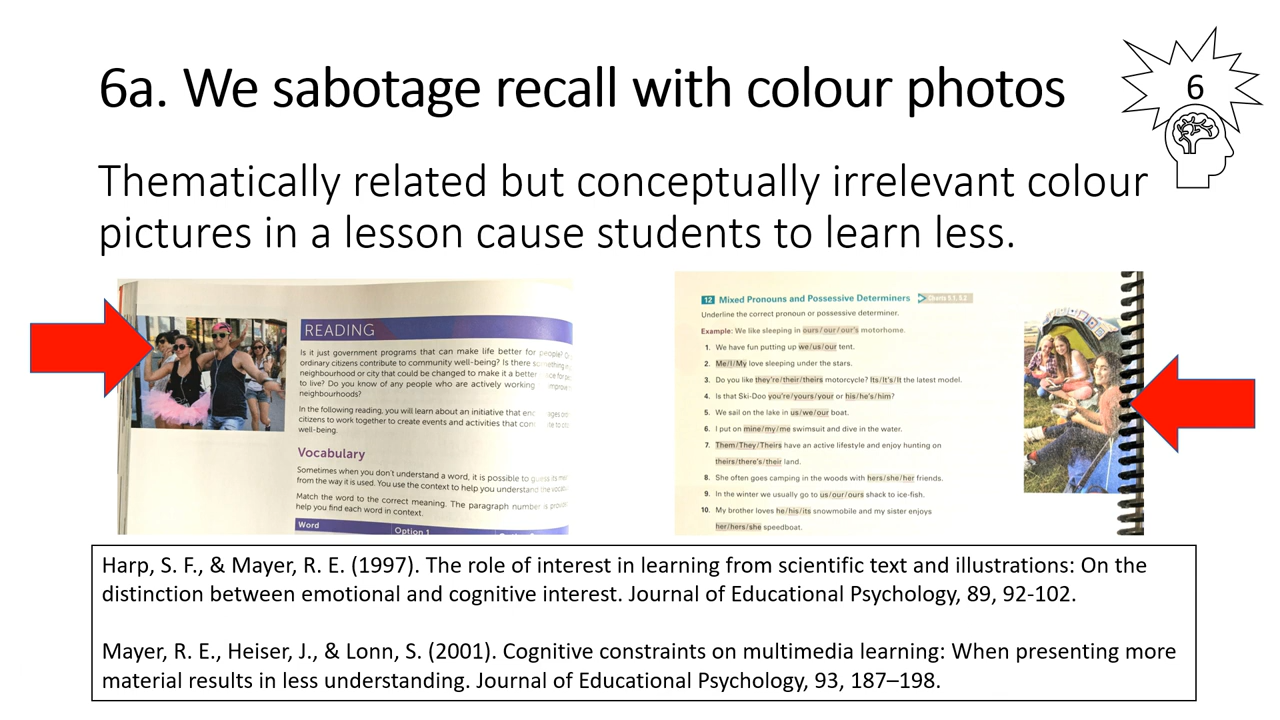 6a. We sabotage recall with colour photos
6
Thematically related but conceptually irrelevant colour
pictures in a lesson cause students to learn less.
READING
Is it just government programs that can make life better for people?
ordinary citizens contribute to community well-being? Is there something
neighbourhood or city that could be changed to make it a better
to live? Do you know of any people who are actively working
neighbourhoods?
In the following reading, you will learn about an initiative that
citizens to work together to create events and activities that
well-being.
Vocabulary
Sometimes when you don't understand a word, it is possible to guess its
from the way it is used. You use the context to help you understand the
Match the word to the correct meaning. The paragraph number is
help you find each word in context.
Word
Option 1
12 Mixed Pronouns and Possessive Determiners
Underline the correct pronoun or possessive determiner.
Example: We like sleeping in ours/our/our's motorhome.
1. We have fun putting up we/us/our tent.
2. Me/I/My love sleeping under the stars.
3. Do you like they're/their/theirs motorcycle? Its/It's/It the latest model.
4. Is that Ski-Doo you're/yours/your or his/he's/him?
5. We sail on the lake in us/we/our boat.
6. I put on mine/my/me swimsuit and dive in the water.
7. Them/They/Theirs have an active lifestyle and enjoy hunting on
theirs/there's/their land.
8. She often goes camping in the woods with hers/she/her friends.
9. In the winter we usually go to us/our/ours shack to ice-fish.
10. My brother loves he/his/its snowmobile and my sister enjoys
her/hers/she speedboat.
Harp, S. F., & Mayer, R. E. (1997). The role of interest in learning from scientific text and illustrations: On the
distinction between emotional and cognitive interest. Journal of Educational Psychology, 89, 92-102.
Mayer, R. E., Heiser, J., & Lonn, S. (2001). Cognitive constraints on multimedia learning: When presenting more
material results in less understanding. Journal of Educational Psychology, 93, 187–198.